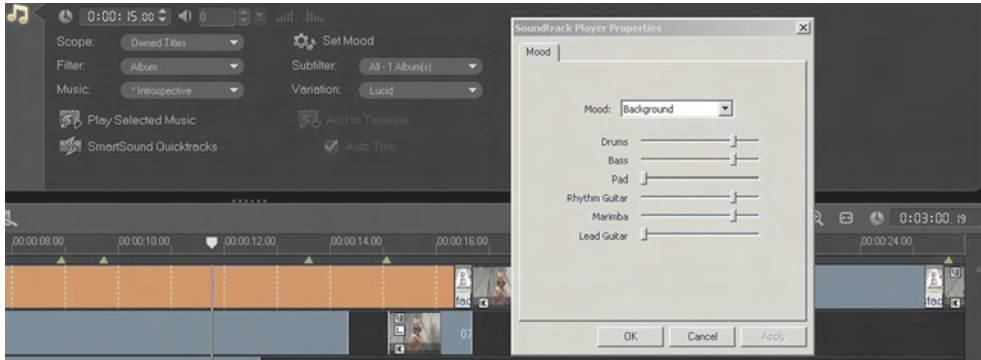 0:00: 15.00 0
Scope: Owned Titles Set Mood
Filter: Album Subfilter: All - 1 Album(s)
Music: * Introspective Variation: Lucid
Play Selected Music Add to Timeline
SmartSound Quicktracks Auto Trim
Soundtrack Player Properties
Mood
Mood: Background
Drums
Bass
Pad
Rhythm Guitar
Marimba
Lead Guitar
OK Cancel Apply
0:03:00. 19
00:00:08.00 00:00:10.00 00:00:12.00 00:00:14.00 00:00:16.00 00:00:24.00
07